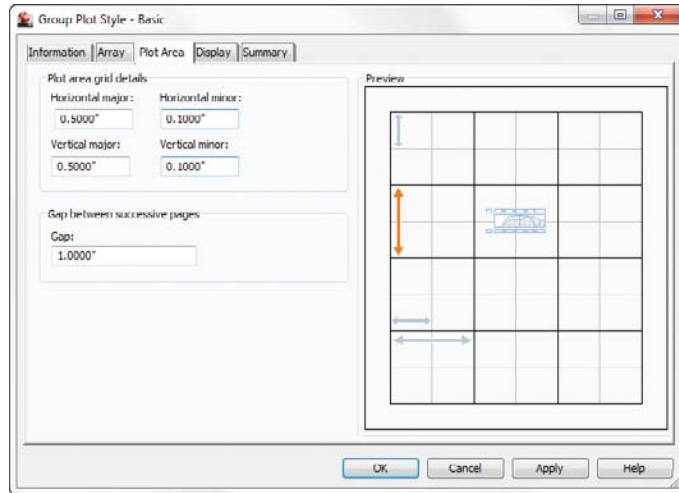 Group Plot Style - Basic
Information Array Plot Area Display Summary
Plot area grid details
Horizontal major: Horizontal minor:
0.5000" 0.1000"
Vertical major: Vertical minor:
0.5000" 0.1000"
Gap between successive pages
Gap:
1.0000"
Preview
OK Cancel Apply Help